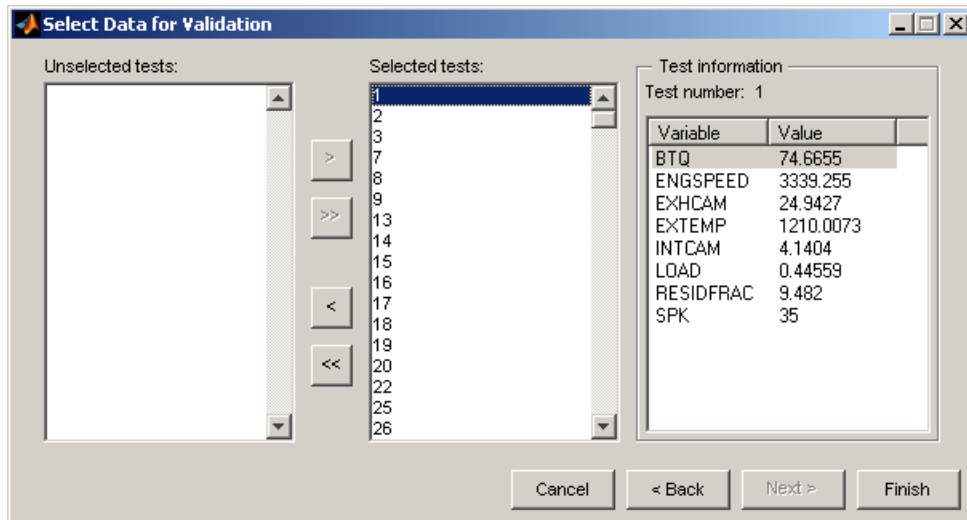 Select Data for Validation
Unselected tests:
>
>>
<
<<
Selected tests:
1
2
3
7
8
9
13
14
15
16
17
18
19
20
22
25
26
Test information
Test number: 1
Variable Value
BTQ 74.6655
ENGSPEED 3339.255
EXHCAM 24.9427
EXTEMP 1210.0073
INTCAM 4.1404
LOAD 0.44559
RESIDFRAC 9.482
SPK 35
Cancel < Back Next > Finish